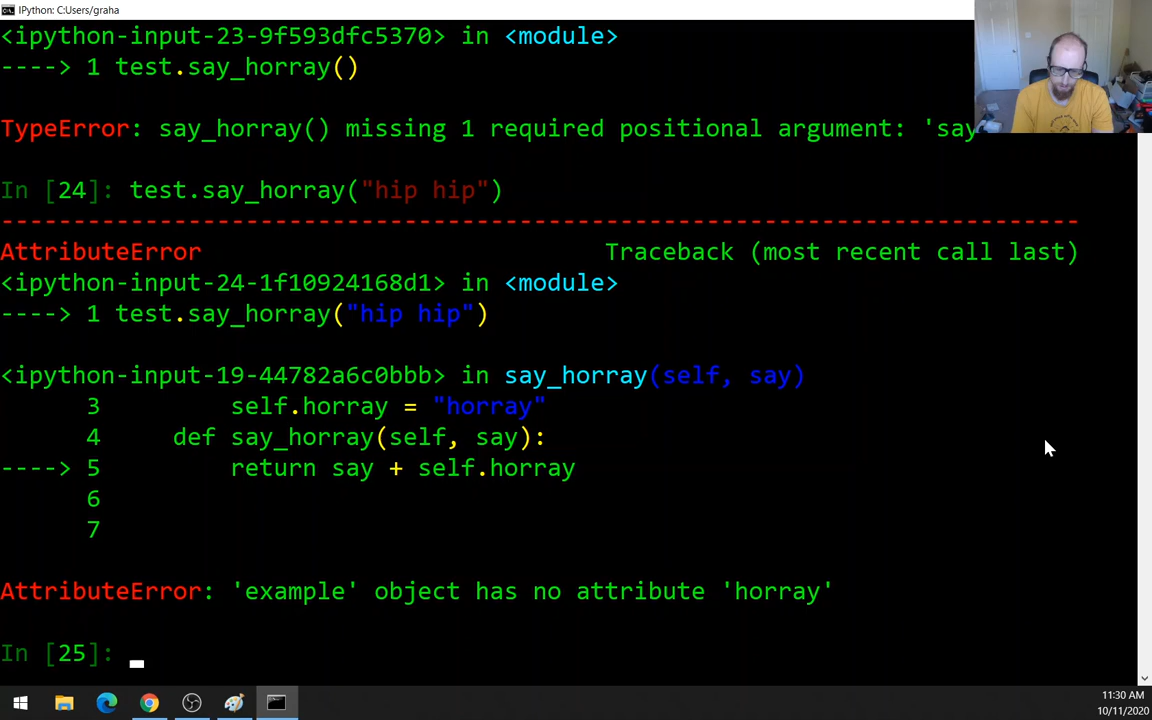 IPython: C:Users/graha
<ipython-input-23-9f593dfc5370> in <module>
----> 1 test.say_horray()
TypeError: say_horray() missing 1 required positional argument: 'say
In [24]: test.say_horray("hip hip")
---------------------------------------------------------------------------
AttributeError                            Traceback (most recent call last)
<ipython-input-24-1f10924168d1> in <module>
----> 1 test.say_horray("hip hip")
<ipython-input-19-44782a6c0bbb> in say_horray(self, say)
      3         self.horray = "horray"
      4     def say_horray(self, say):
----> 5         return say + self.horray
      6
      7
AttributeError: 'example' object has no attribute 'horray'
In [25]:
11:30 AM
10/11/2020